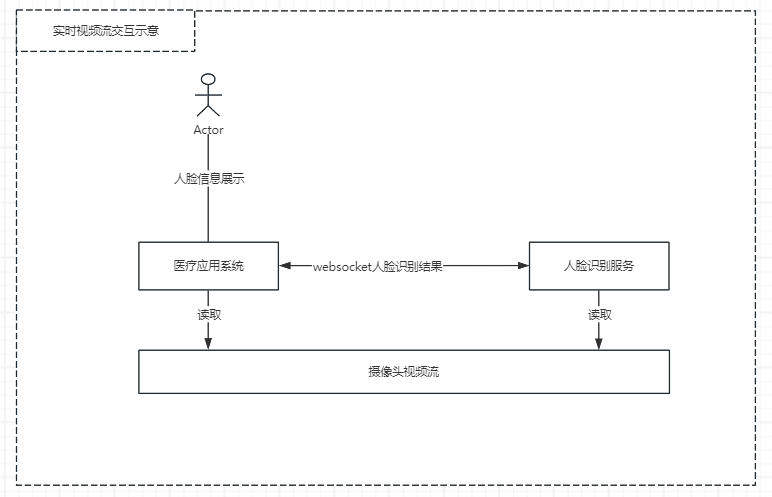 实时视频流交互示意
Actor
人脸信息展示
医疗应用系统
websocket人脸识别结果
人脸识别服务
读取
读取
摄像头视频流